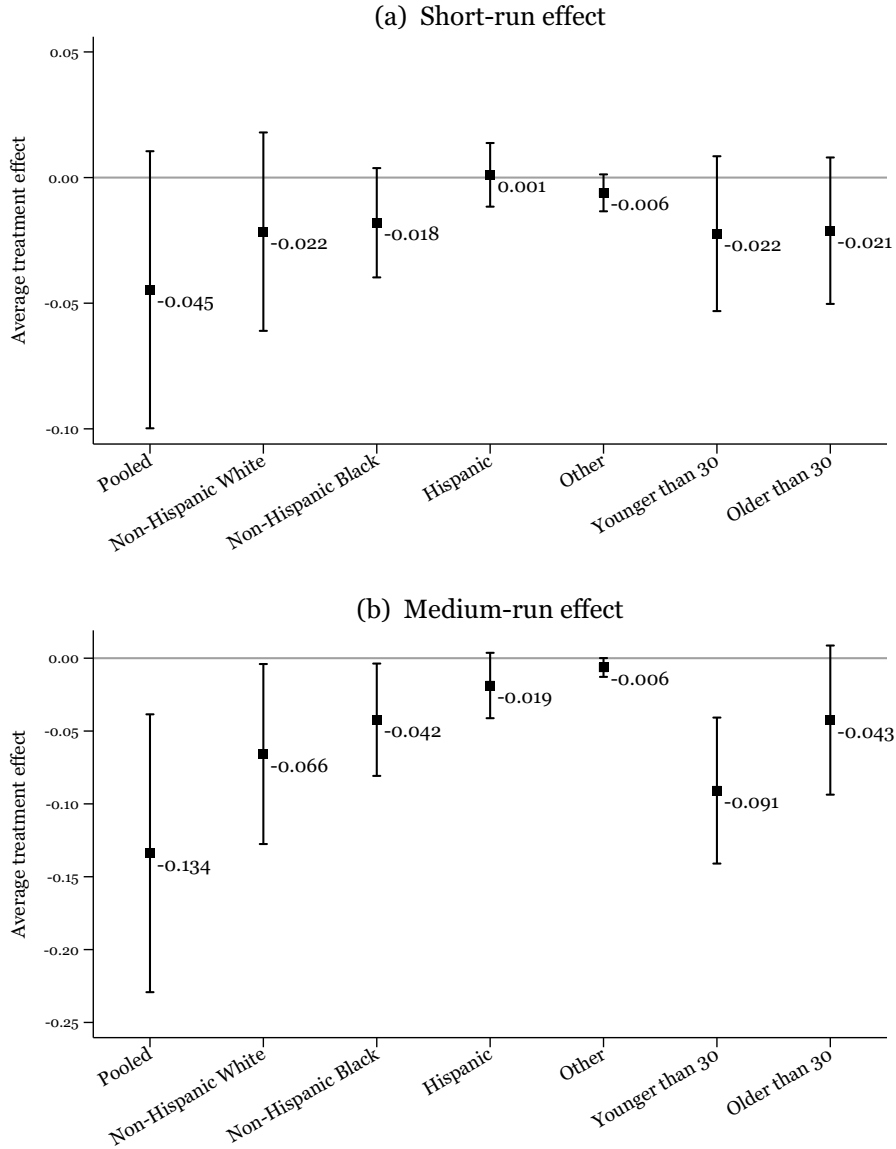 (a) Short-run effect
Average treatment effect
0.05
0.00
-0.05
-0.10
-0.045
-0.022
-0.018
0.001
-0.006
-0.022
-0.021
Pooled
Non-Hispanic White
Non-Hispanic Black
Hispanic
Other
Younger than 30
Older than 30
(b) Medium-run effect
Average treatment effect
0.00
-0.05
-0.10
-0.15
-0.20
-0.25
-0.134
-0.066
-0.042
-0.019
-0.006
-0.091
-0.043
Pooled
Non-Hispanic White
Non-Hispanic Black
Hispanic
Other
Younger than 30
Older than 30